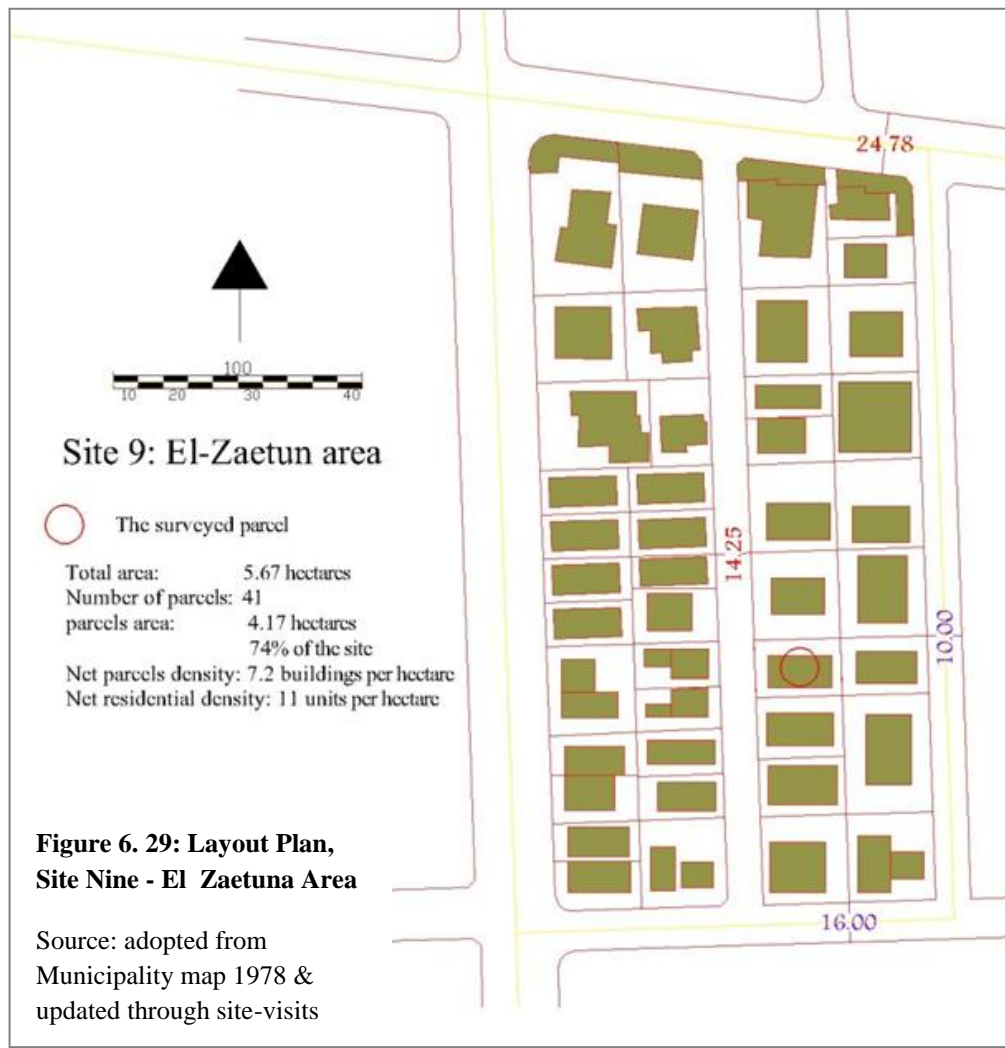 24.78
100
10 20 30 40
Site 9: El-Zaetun area
The surveyed parcel
Total area: 5.67 hectares
Number of parcels: 41
parcels area: 4.17 hectares
74% of the site
Net parcels density: 7.2 buildings per hectare
Net residential density: 11 units per hectare
14.25
10.00
16.00
Figure 6. 29: Layout Plan,
Site Nine - El Zaetuna Area
Source: adopted from
Municipality map 1978 &
updated through site-visits